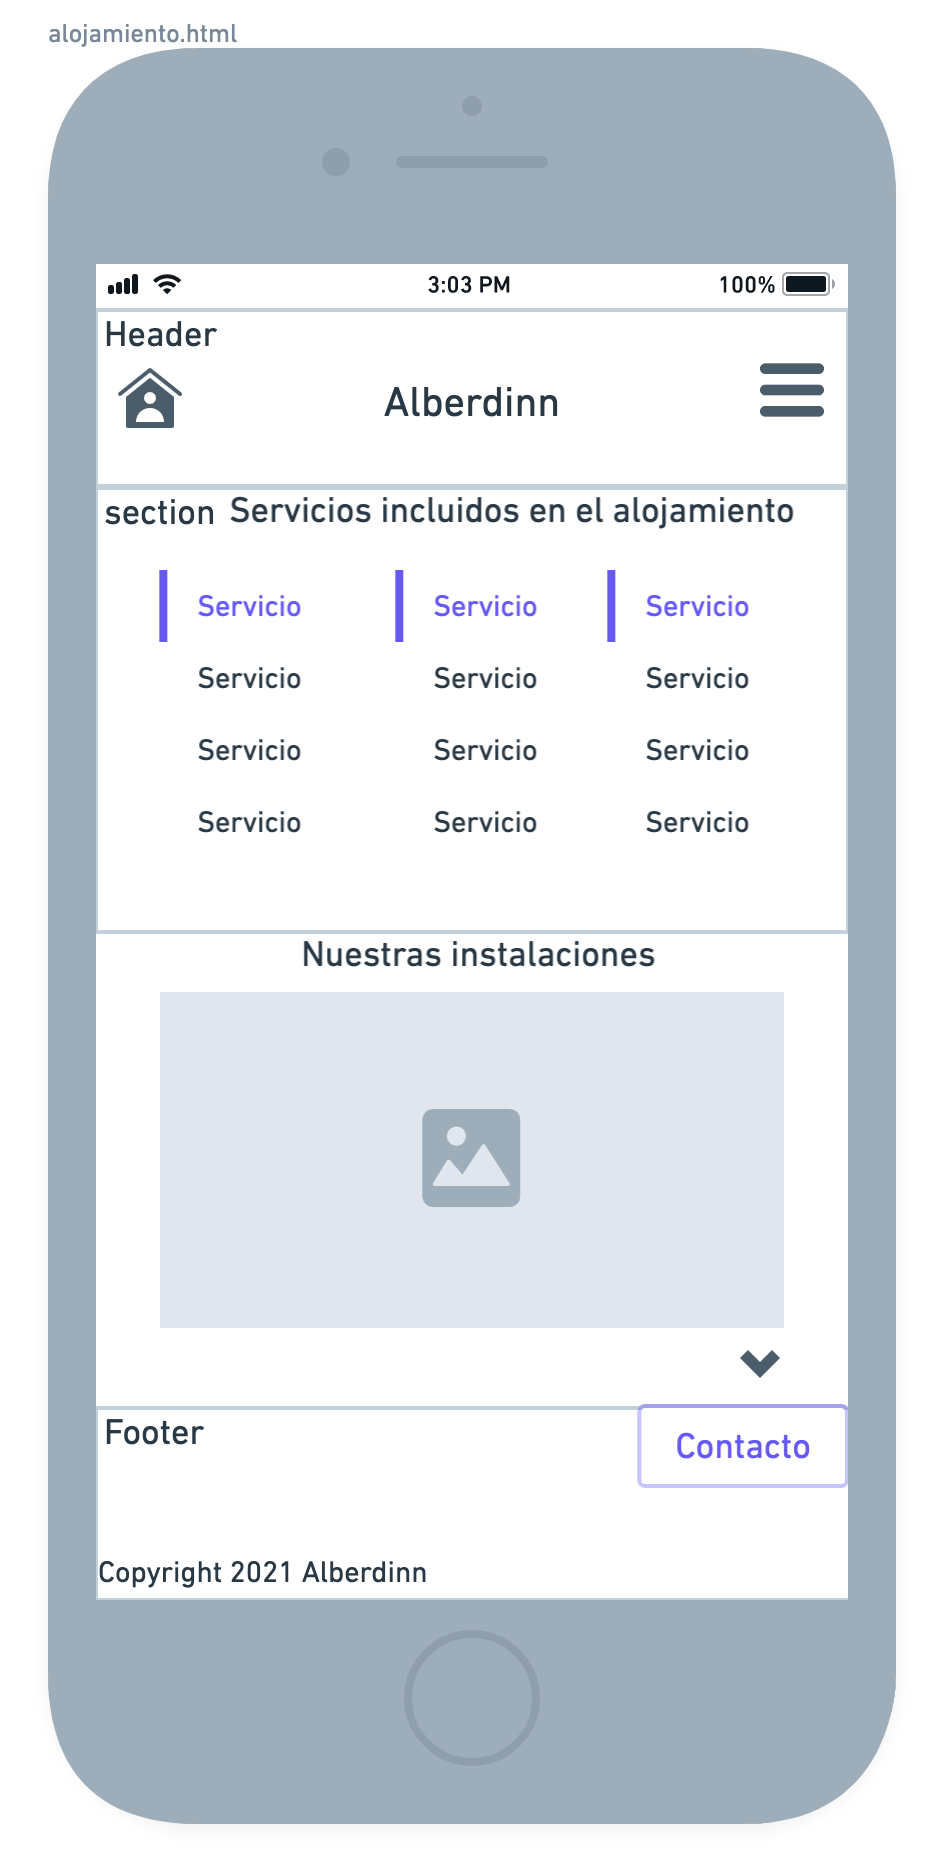 alojamiento.html
3:03 PM 100%
Header
Alberdinn
section Servicios incluidos en el alojamiento
Servicio Servicio Servicio
Servicio Servicio Servicio
Servicio Servicio Servicio
Servicio Servicio Servicio
Nuestras instalaciones
Footer Contacto
Copyright 2021 Alberdinn